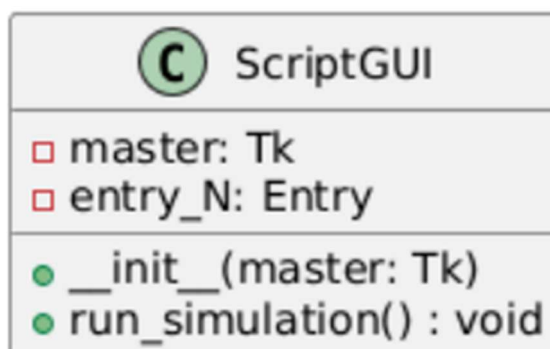 C ScriptGUI
master: Tk
entry_N: Entry
__init__(master: Tk)
run_simulation() : void